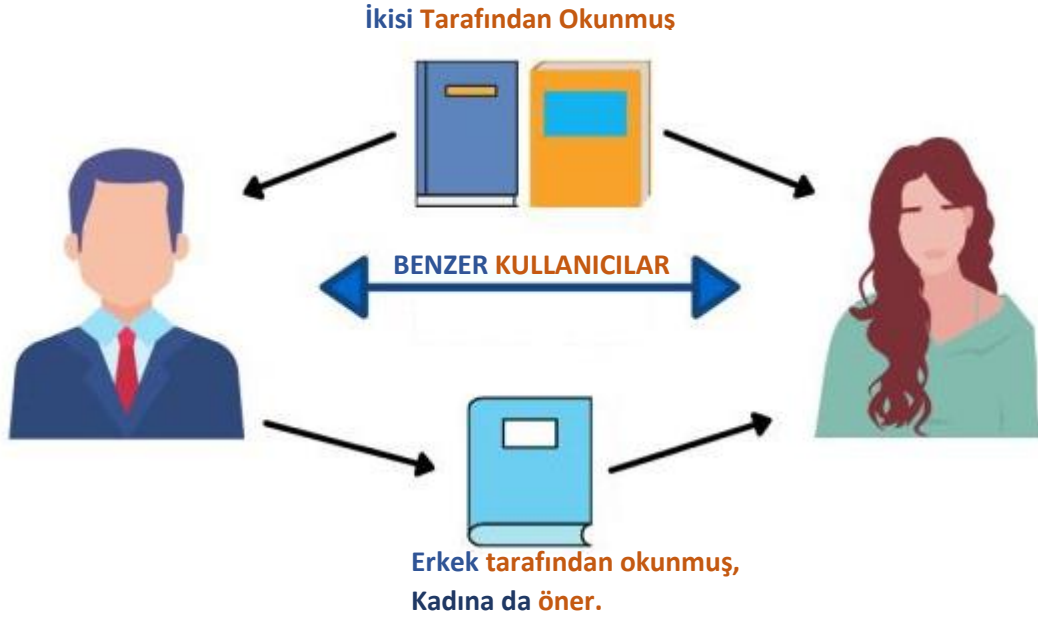 İkisi Tarafından Okunmuş
BENZER KULLANICILAR
Erkek tarafından okunmuş,
Kadına da öner.